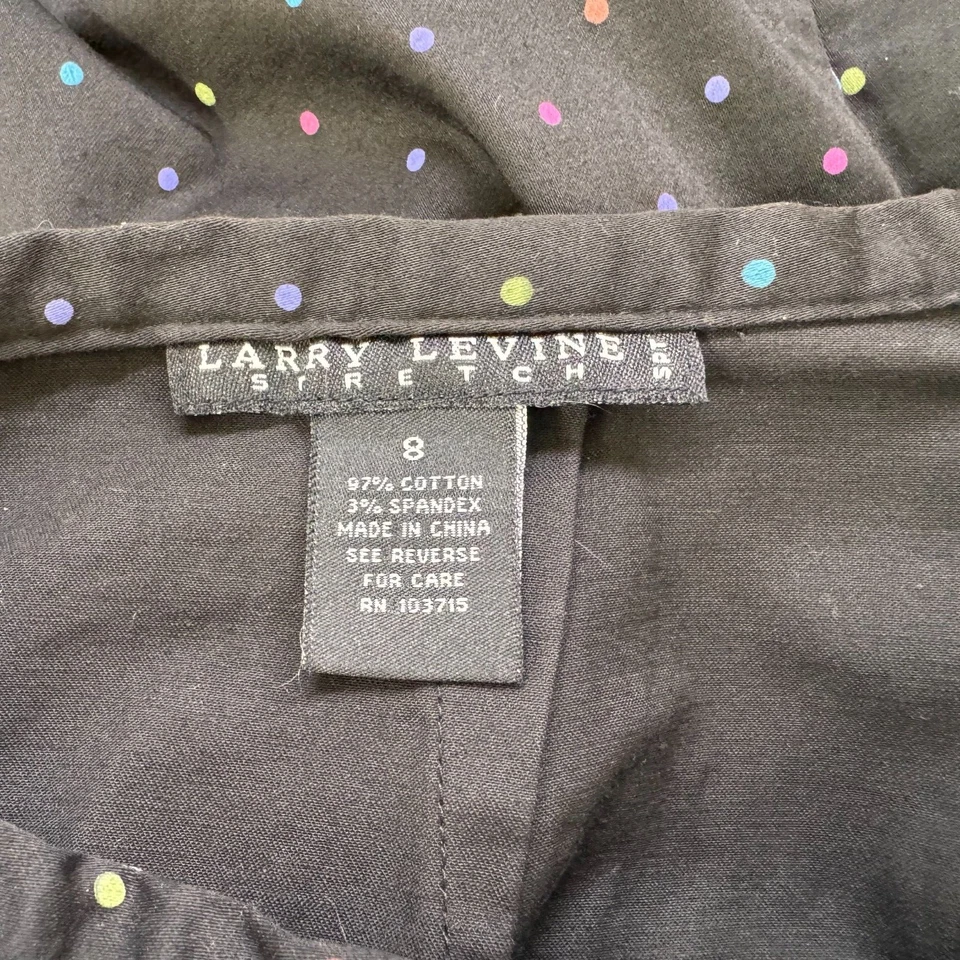 LARRY LEVINE
STRETCH
8
97% COTTON
3% SPANDEX
MADE IN CHINA
SEE REVERSE
FOR CARE
RN 103715